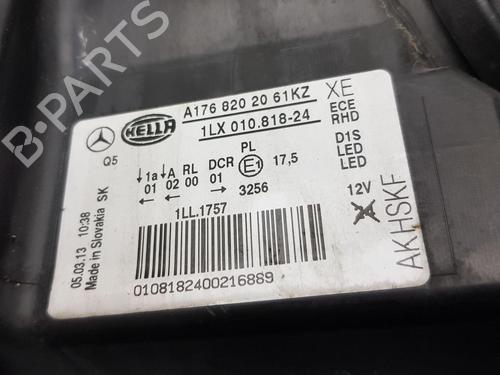 HELLA
A176 820 20 61KZ
1LX 010.818-24
XE
ECE
RHD
Q5
PL
D1S
LED
LED
↓1a ↓A RL DCR E1 17,5
01 02 00 01
← ← → 3256
12V
1LL.1757
AKHSKF
05.03.13 10:38
Made in Slovakia SK
0108182400216889
B-PARTS